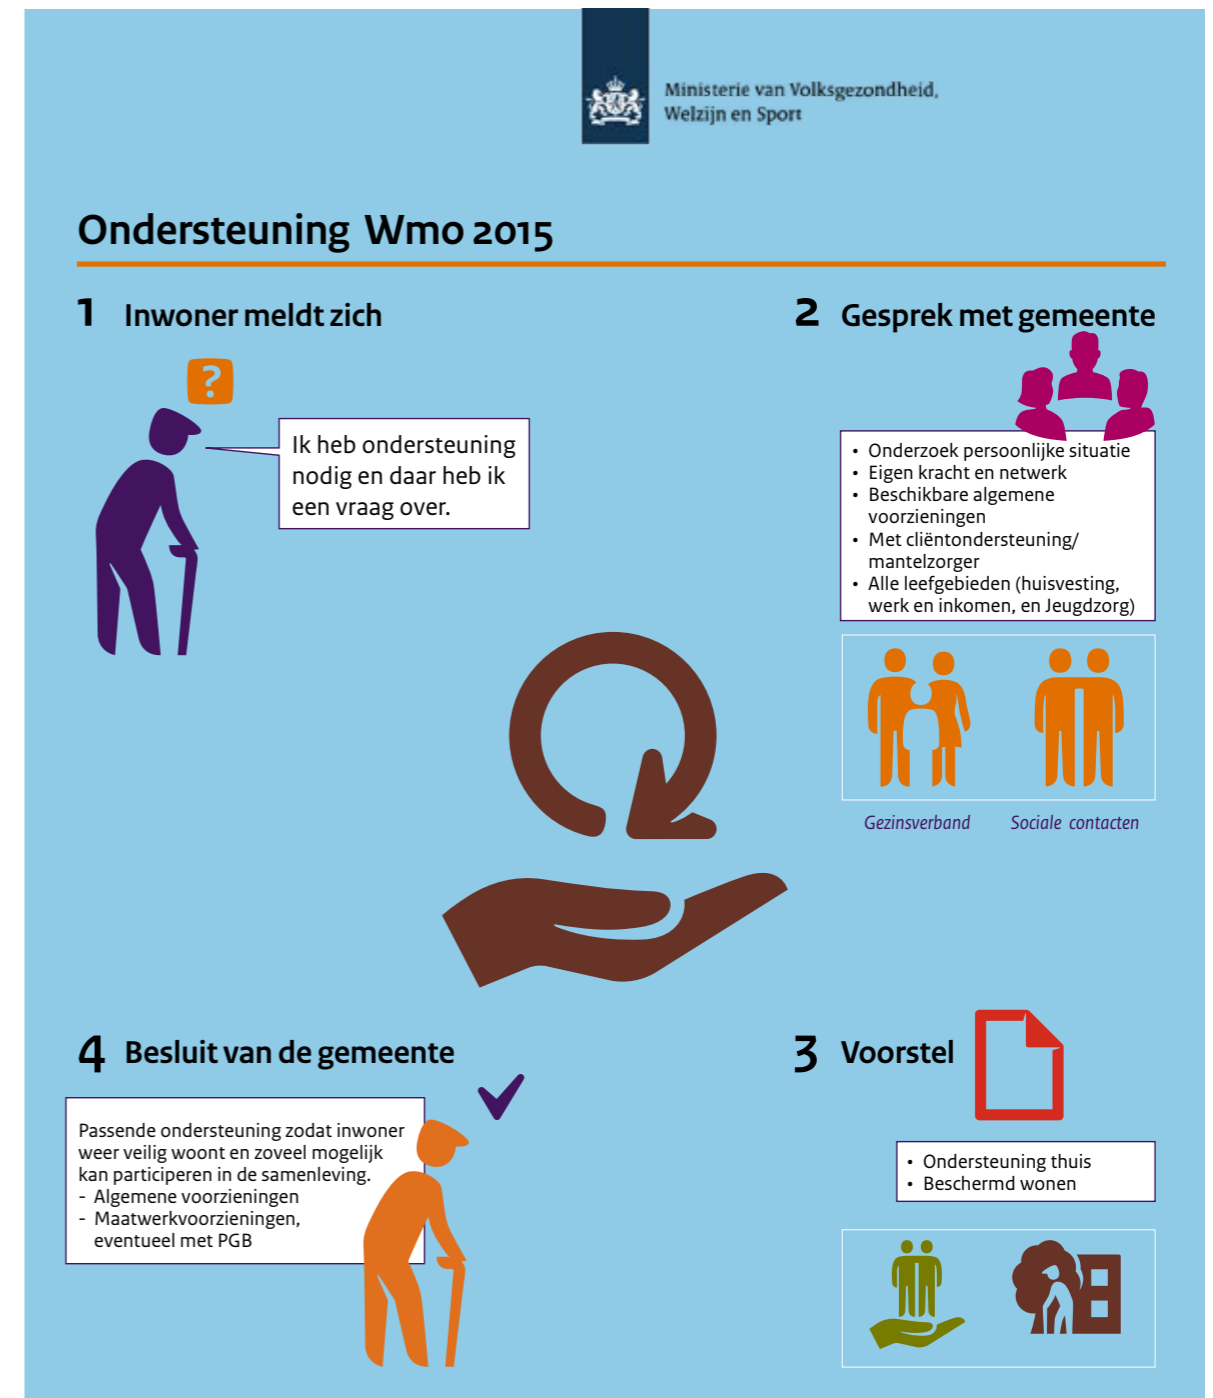 Ministerie van Volksgezondheid,
Welzijn en Sport
Ondersteuning Wmo 2015
1 Inwoner meldt zich
?
Ik heb ondersteuning
nodig en daar heb ik
een vraag over.
2 Gesprek met gemeente
• Onderzoek persoonlijke situatie
• Eigen kracht en netwerk
• Beschikbare algemene
voorzieningen
• Met cliëntondersteuning/
mantelzorger
• Alle leefgebieden (huisvesting,
werk en inkomen, en Jeugdzorg)
Gezinsverband
Sociale contacten
3 Voorstel
• Ondersteuning thuis
• Beschermd wonen
4 Besluit van de gemeente
Passende ondersteuning zodat inwoner
weer veilig woont en zoveel mogelijk
kan participeren in de samenleving.
- Algemene voorzieningen
- Maatwerkvoorzieningen,
eventueel met PGB